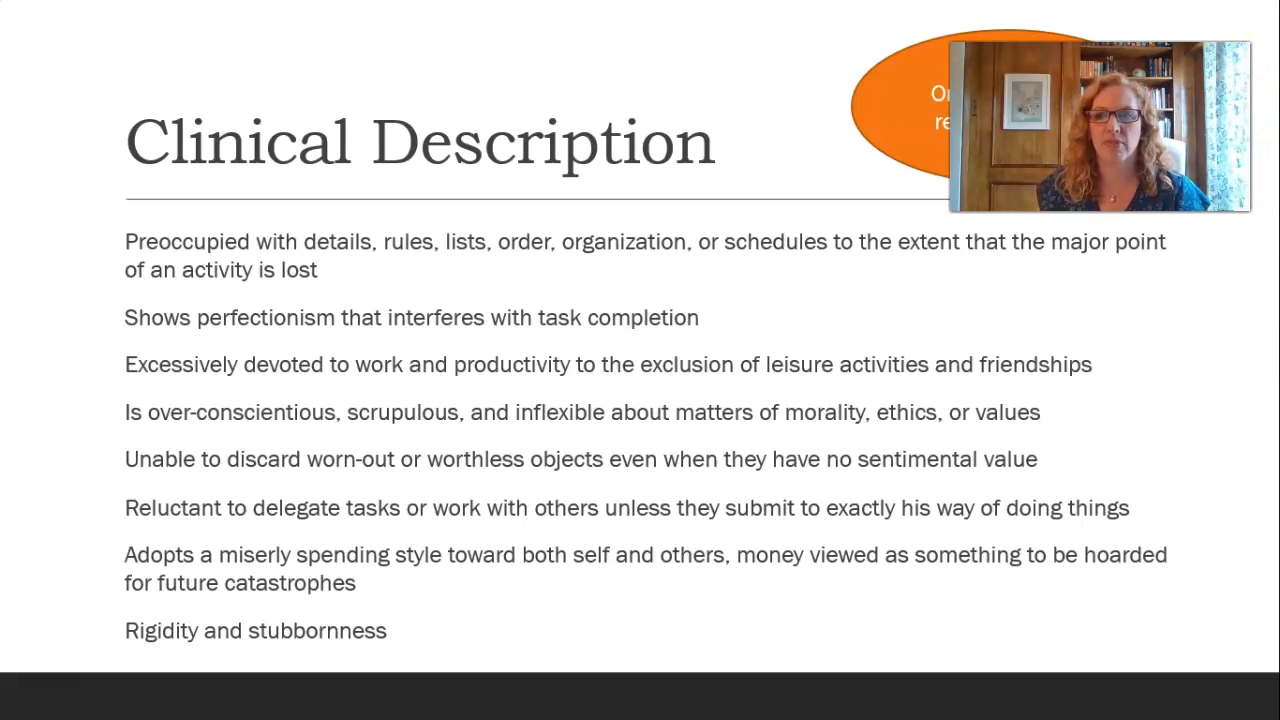 Clinical Description
Preoccupied with details, rules, lists, order, organization, or schedules to the extent that the major point
of an activity is lost
Shows perfectionism that interferes with task completion
Excessively devoted to work and productivity to the exclusion of leisure activities and friendships
Is over-conscientious, scrupulous, and inflexible about matters of morality, ethics, or values
Unable to discard worn-out or worthless objects even when they have no sentimental value
Reluctant to delegate tasks or work with others unless they submit to exactly his way of doing things
Adopts a miserly spending style toward both self and others, money viewed as something to be hoarded
for future catastrophes
Rigidity and stubbornness